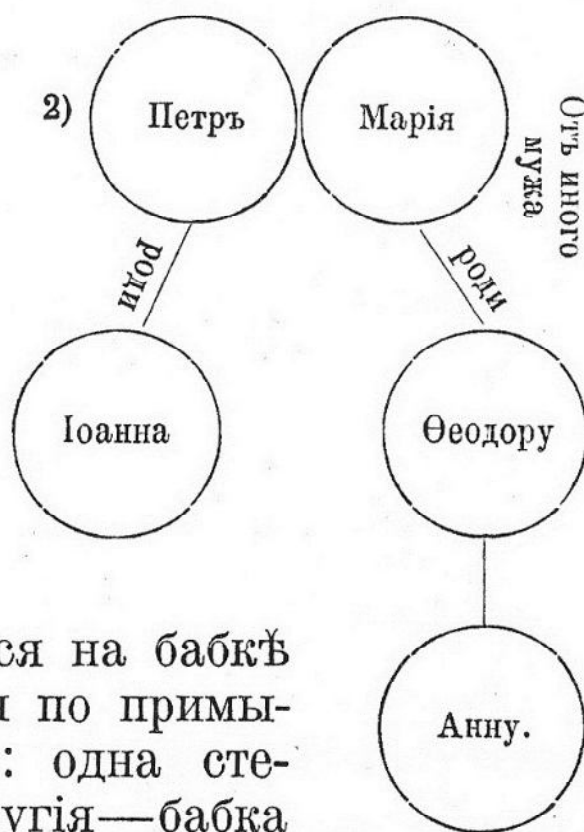 2)
Петръ
Марія
Отъ иного
мужа
роди
роди
Іоанна
Ѳеодору
Анну.
ся на бабкѣ
по примы-
: одна сте-
угія—бабка